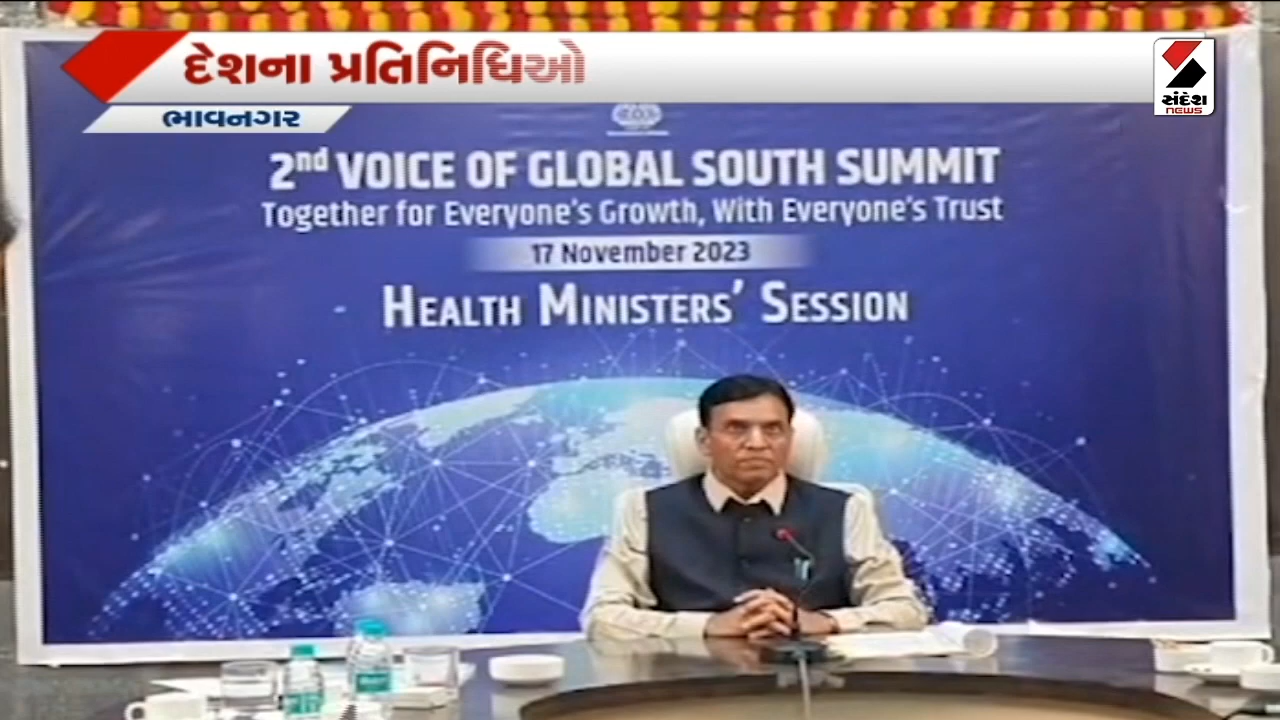 દેશના પ્રતિનિધિઓ
ભાવનગર
સંદેશ
NEWS
2nd VOICE OF GLOBAL SOUTH SUMMIT
Together for Everyone's Growth, With Everyone's Trust
17 November 2023
HEALTH MINISTERS' SESSION